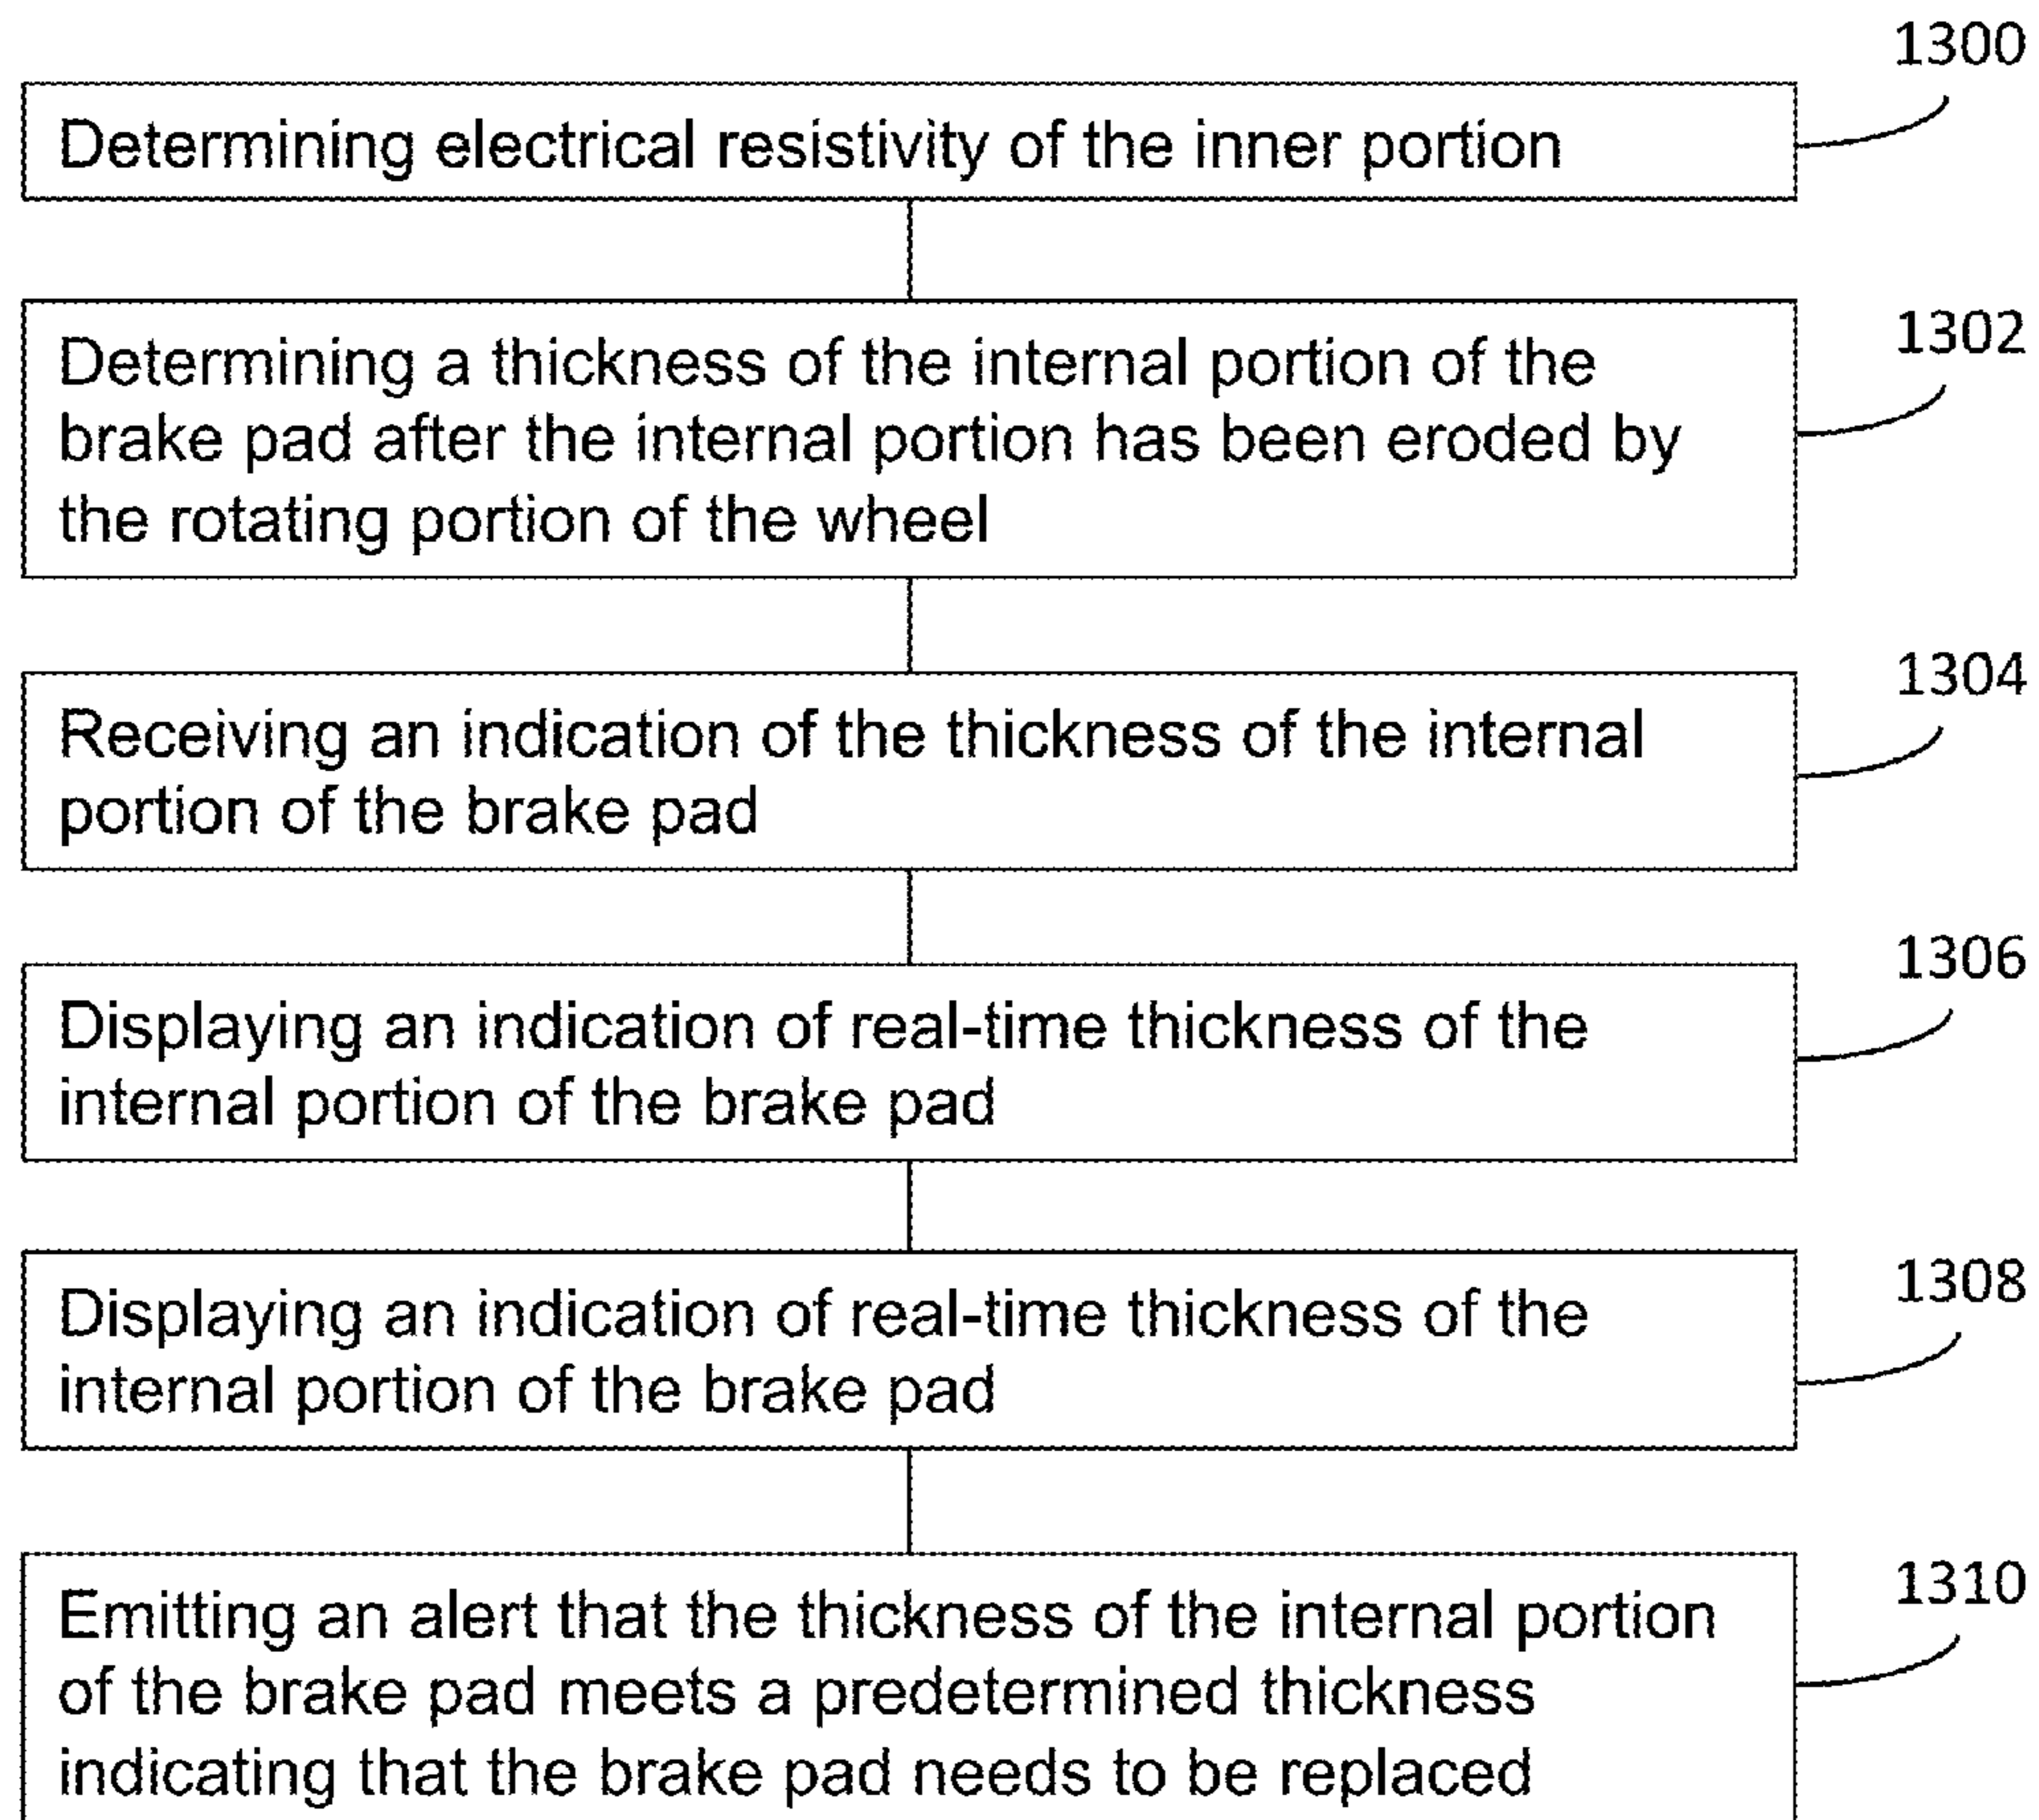 1300
Determining electrical resistivity of the inner portion
1302
Determining a thickness of the internal portion of the
brake pad after the internal portion has been eroded by
the rotating portion of the wheel
1304
Receiving an indication of the thickness of the internal
portion of the brake pad
1306
Displaying an indication of real-time thickness of the
internal portion of the brake pad
1308
Displaying an indication of real-time thickness of the
internal portion of the brake pad
1310
Emitting an alert that the thickness of the internal portion
of the brake pad meets a predetermined thickness
indicating that the brake pad needs to be replaced